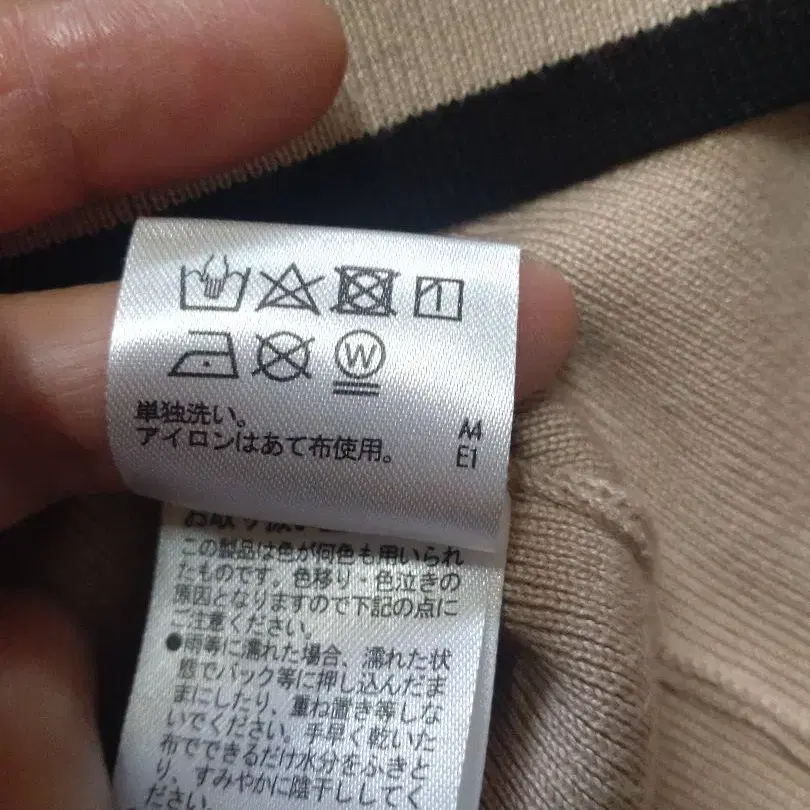 W
単独洗い。
アイロンはあて布使用。
A4
E1
この製品は色が何色も用いられ
たものです。色移り・色泣きの
原因となりますので下記の点に
ご注意ください。
●雨等に濡れた場合、濡れた状
態でバック等に押し込んだま
まにしたり、重ね置き等しな
いでください。手早く乾いた
布でできるだけ水分をふきと
り、すみやかに陰干ししてく
ださい。